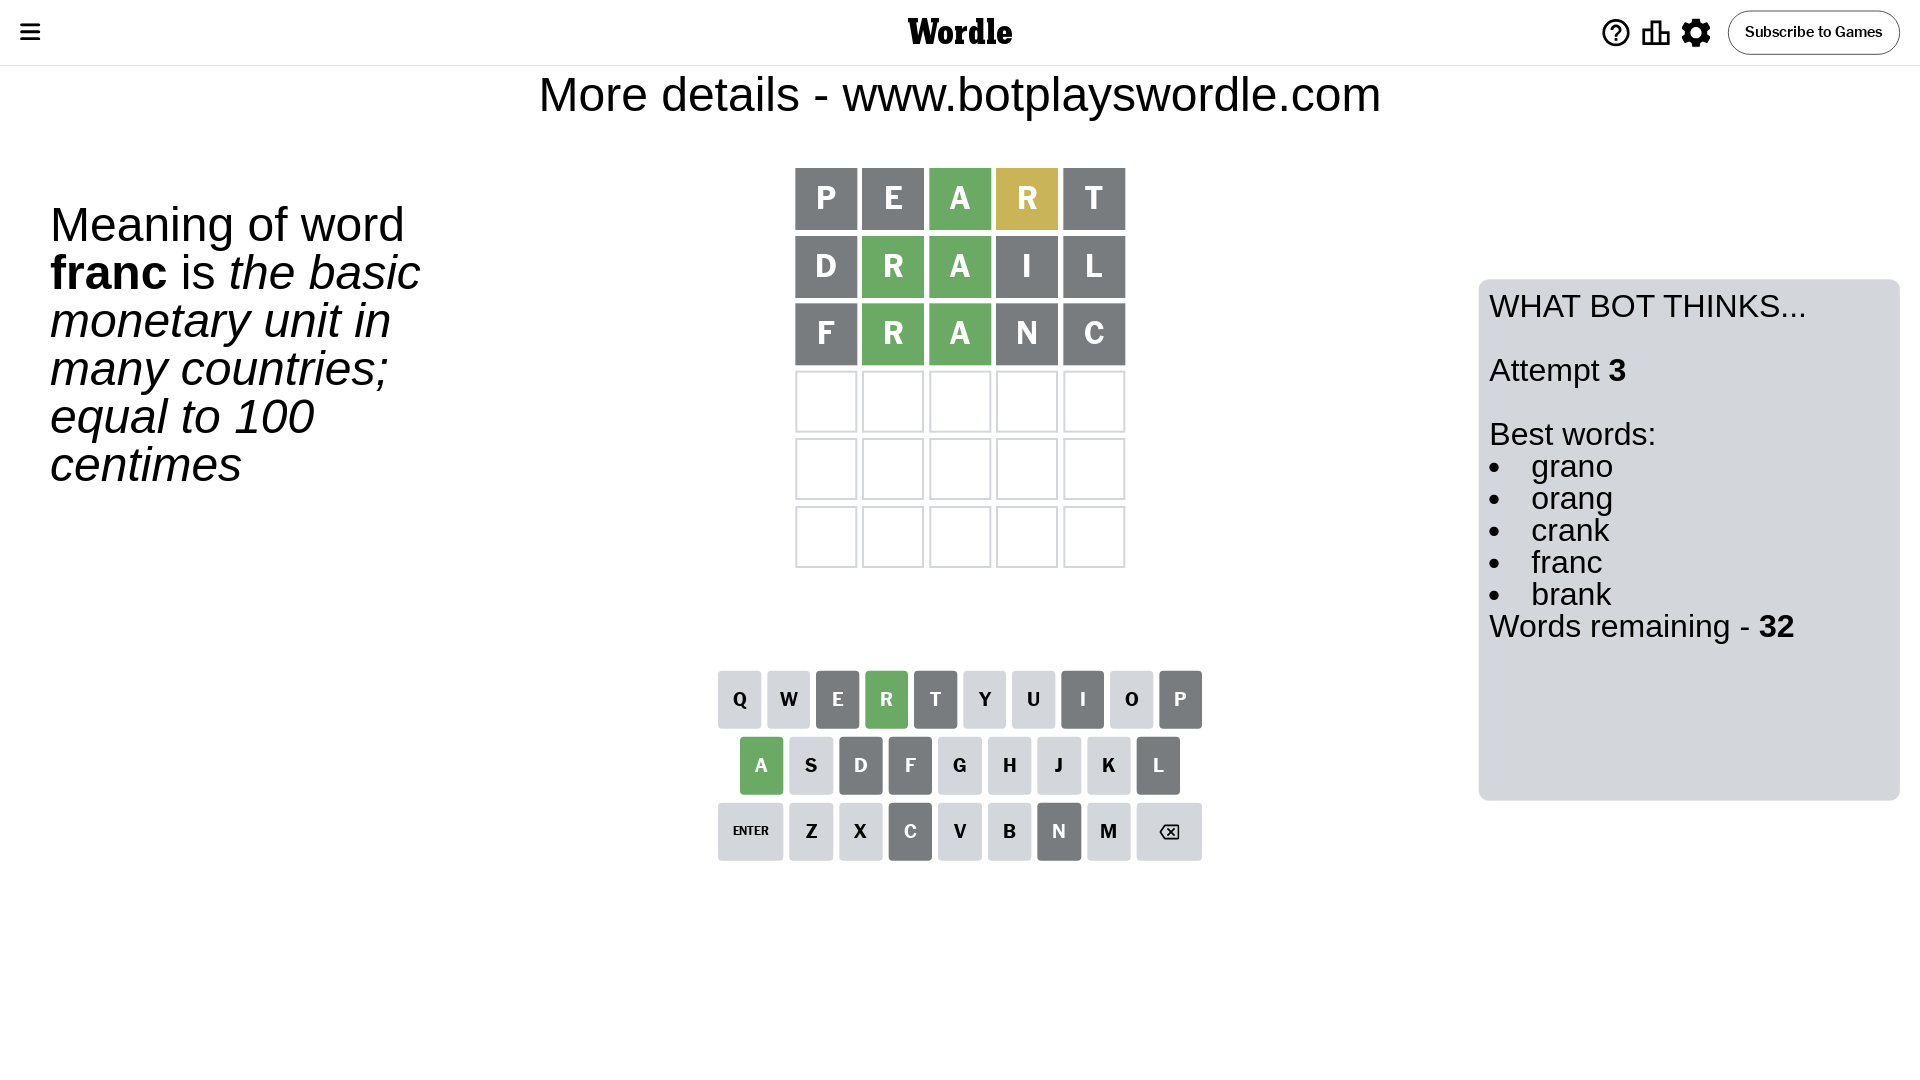 Wordle
Subscribe to Games
More details - www.botplayswordle.com
Meaning of word
franc is the basic
monetary unit in
many countries;
equal to 100
centimes
P E A R T
D R A I L
F R A N C
WHAT BOT THINKS...
Attempt 3
Best words:
• grano
• orang
• crank
• franc
• brank
Words remaining - 32
Q W E R T Y U I O P
A S D F G H J K L
ENTER Z X C V B N M